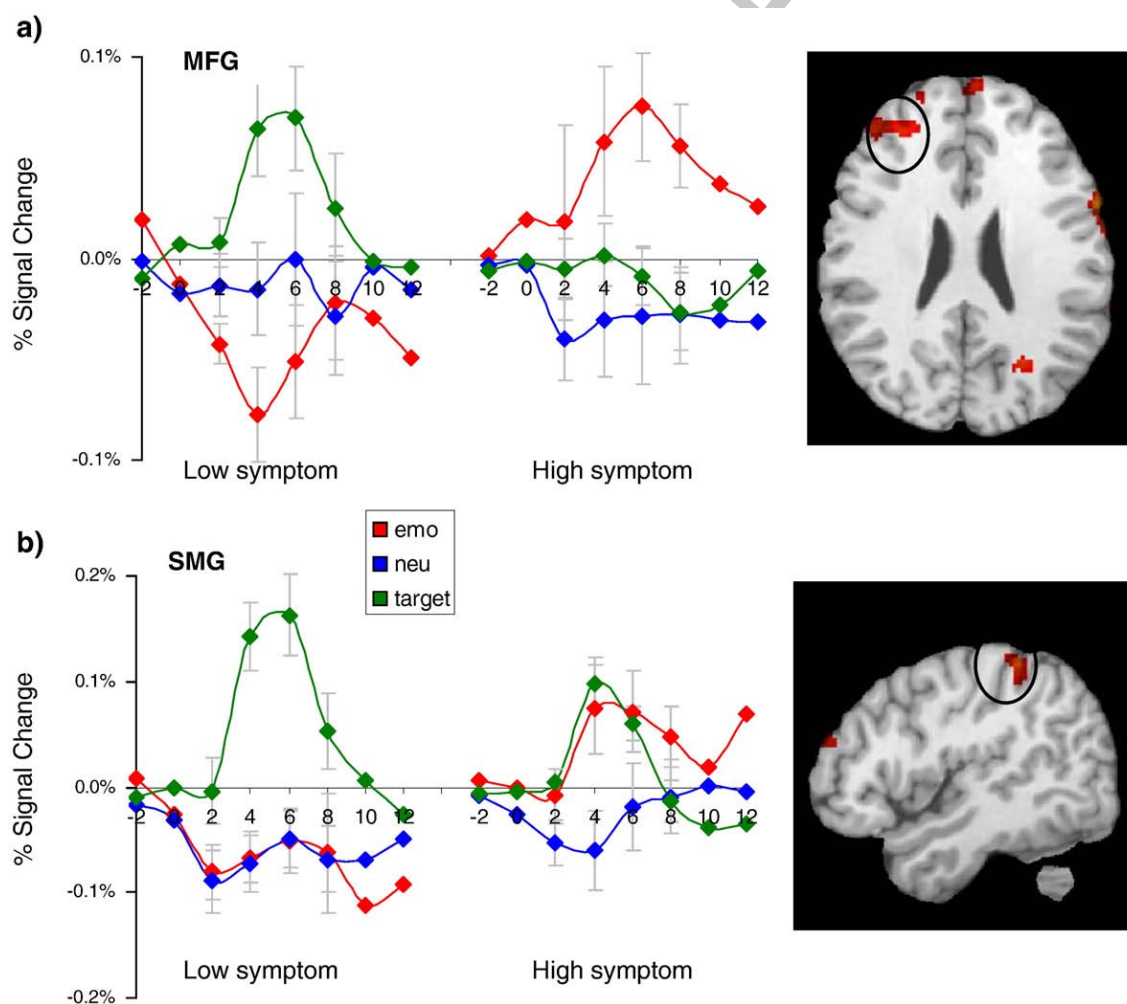 a)
MFG
0.1%
0.0%
-0.1%
% Signal Change
-2 0 2 4 6 8 10 12
-2 0 2 4 6 8 10 12
Low symptom
High symptom
b)
SMG
emo
neu
target
0.2%
0.1%
0.0%
-0.1%
-0.2%
% Signal Change
-2 0 2 4 6 8 10 12
-2 0 2 4 6 8 10 12
Low symptom
High symptom